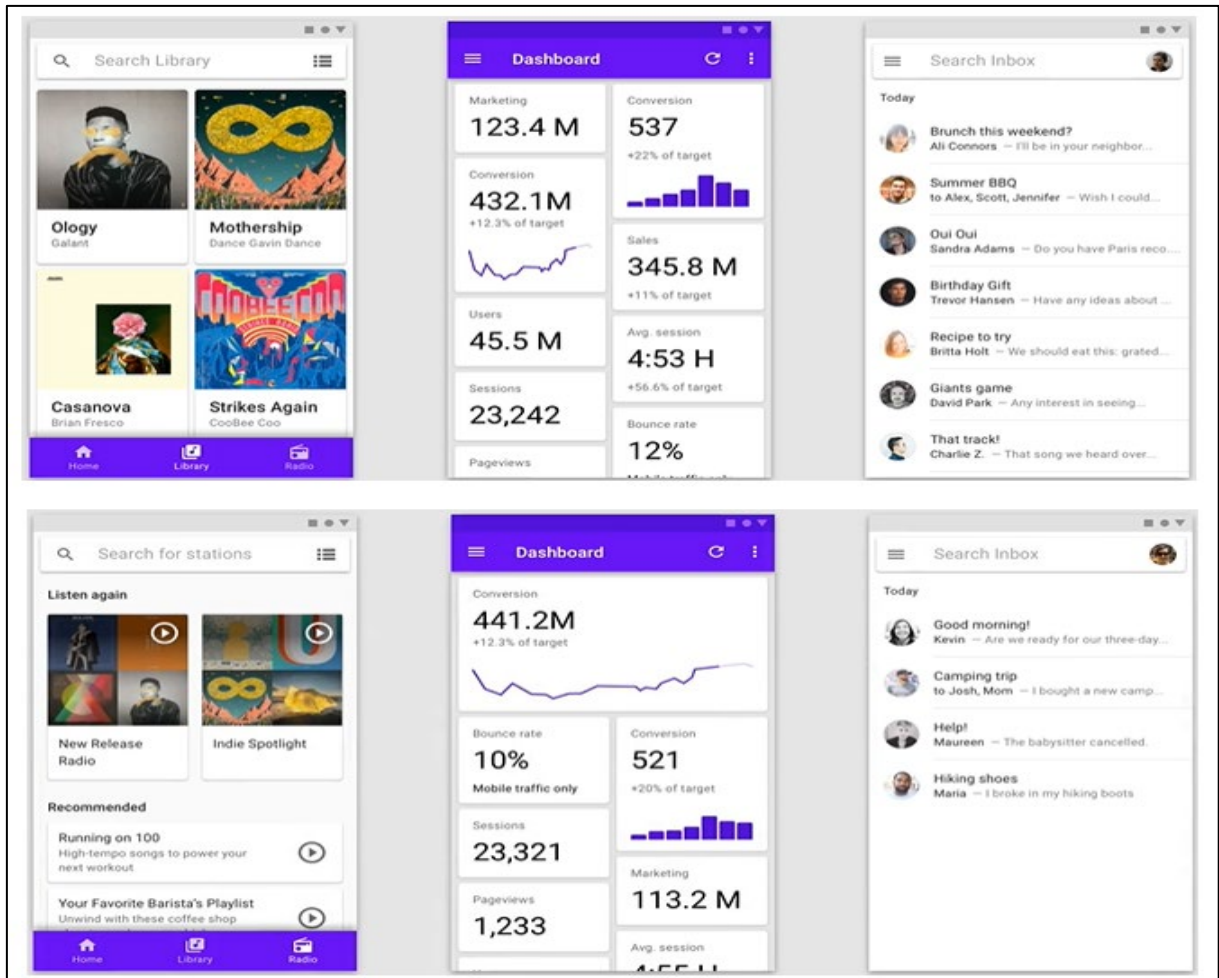 Search Library
Ology
Galant
Mothership
Dance Gavin Dance
Casanova
Brian Fresco
Strikes Again
CooBee Coo
Home
Library
Radio
Dashboard
Marketing
123.4 M
Conversion
432.1M
+12.3% of target
Users
45.5 M
Sessions
23,242
Pageviews
Conversion
537
+22% of target
Sales
345.8 M
+11% of target
Avg. session
4:53 H
+56.6% of target
Bounce rate
12%
Mobile traffic only
Search Inbox
Today
Brunch this weekend?
Ali Connors — I'll be in your neighbor...
Summer BBQ
to Alex, Scott, Jennifer — Wish I could...
Oui Oui
Sandra Adams — Do you have Paris reco....
Birthday Gift
Trevor Hansen — Have any ideas about ...
Recipe to try
Britta Holt — We should eat this: grated...
Giants game
David Park — Any interest in seeing...
That track!
Charlie Z. — That song we heard over...
Search for stations
Listen again
New Release
Radio
Indie Spotlight
Recommended
Running on 100
High-tempo songs to power your
next workout
Your Favorite Barista's Playlist
Unwind with these coffee shop
Home
Library
Radio
Dashboard
Conversion
441.2M
+12.3% of target
Bounce rate
10%
Mobile traffic only
Sessions
23,321
Pageviews
1,233
Conversion
521
+20% of target
Marketing
113.2 M
Avg. session
4:55 H
Search Inbox
Today
Good morning!
Kevin — Are we ready for our three-day...
Camping trip
to Josh, Mom — I bought a new camp...
Help!
Maureen — The babysitter cancelled.
Hiking shoes
Maria — I broke in my hiking boots